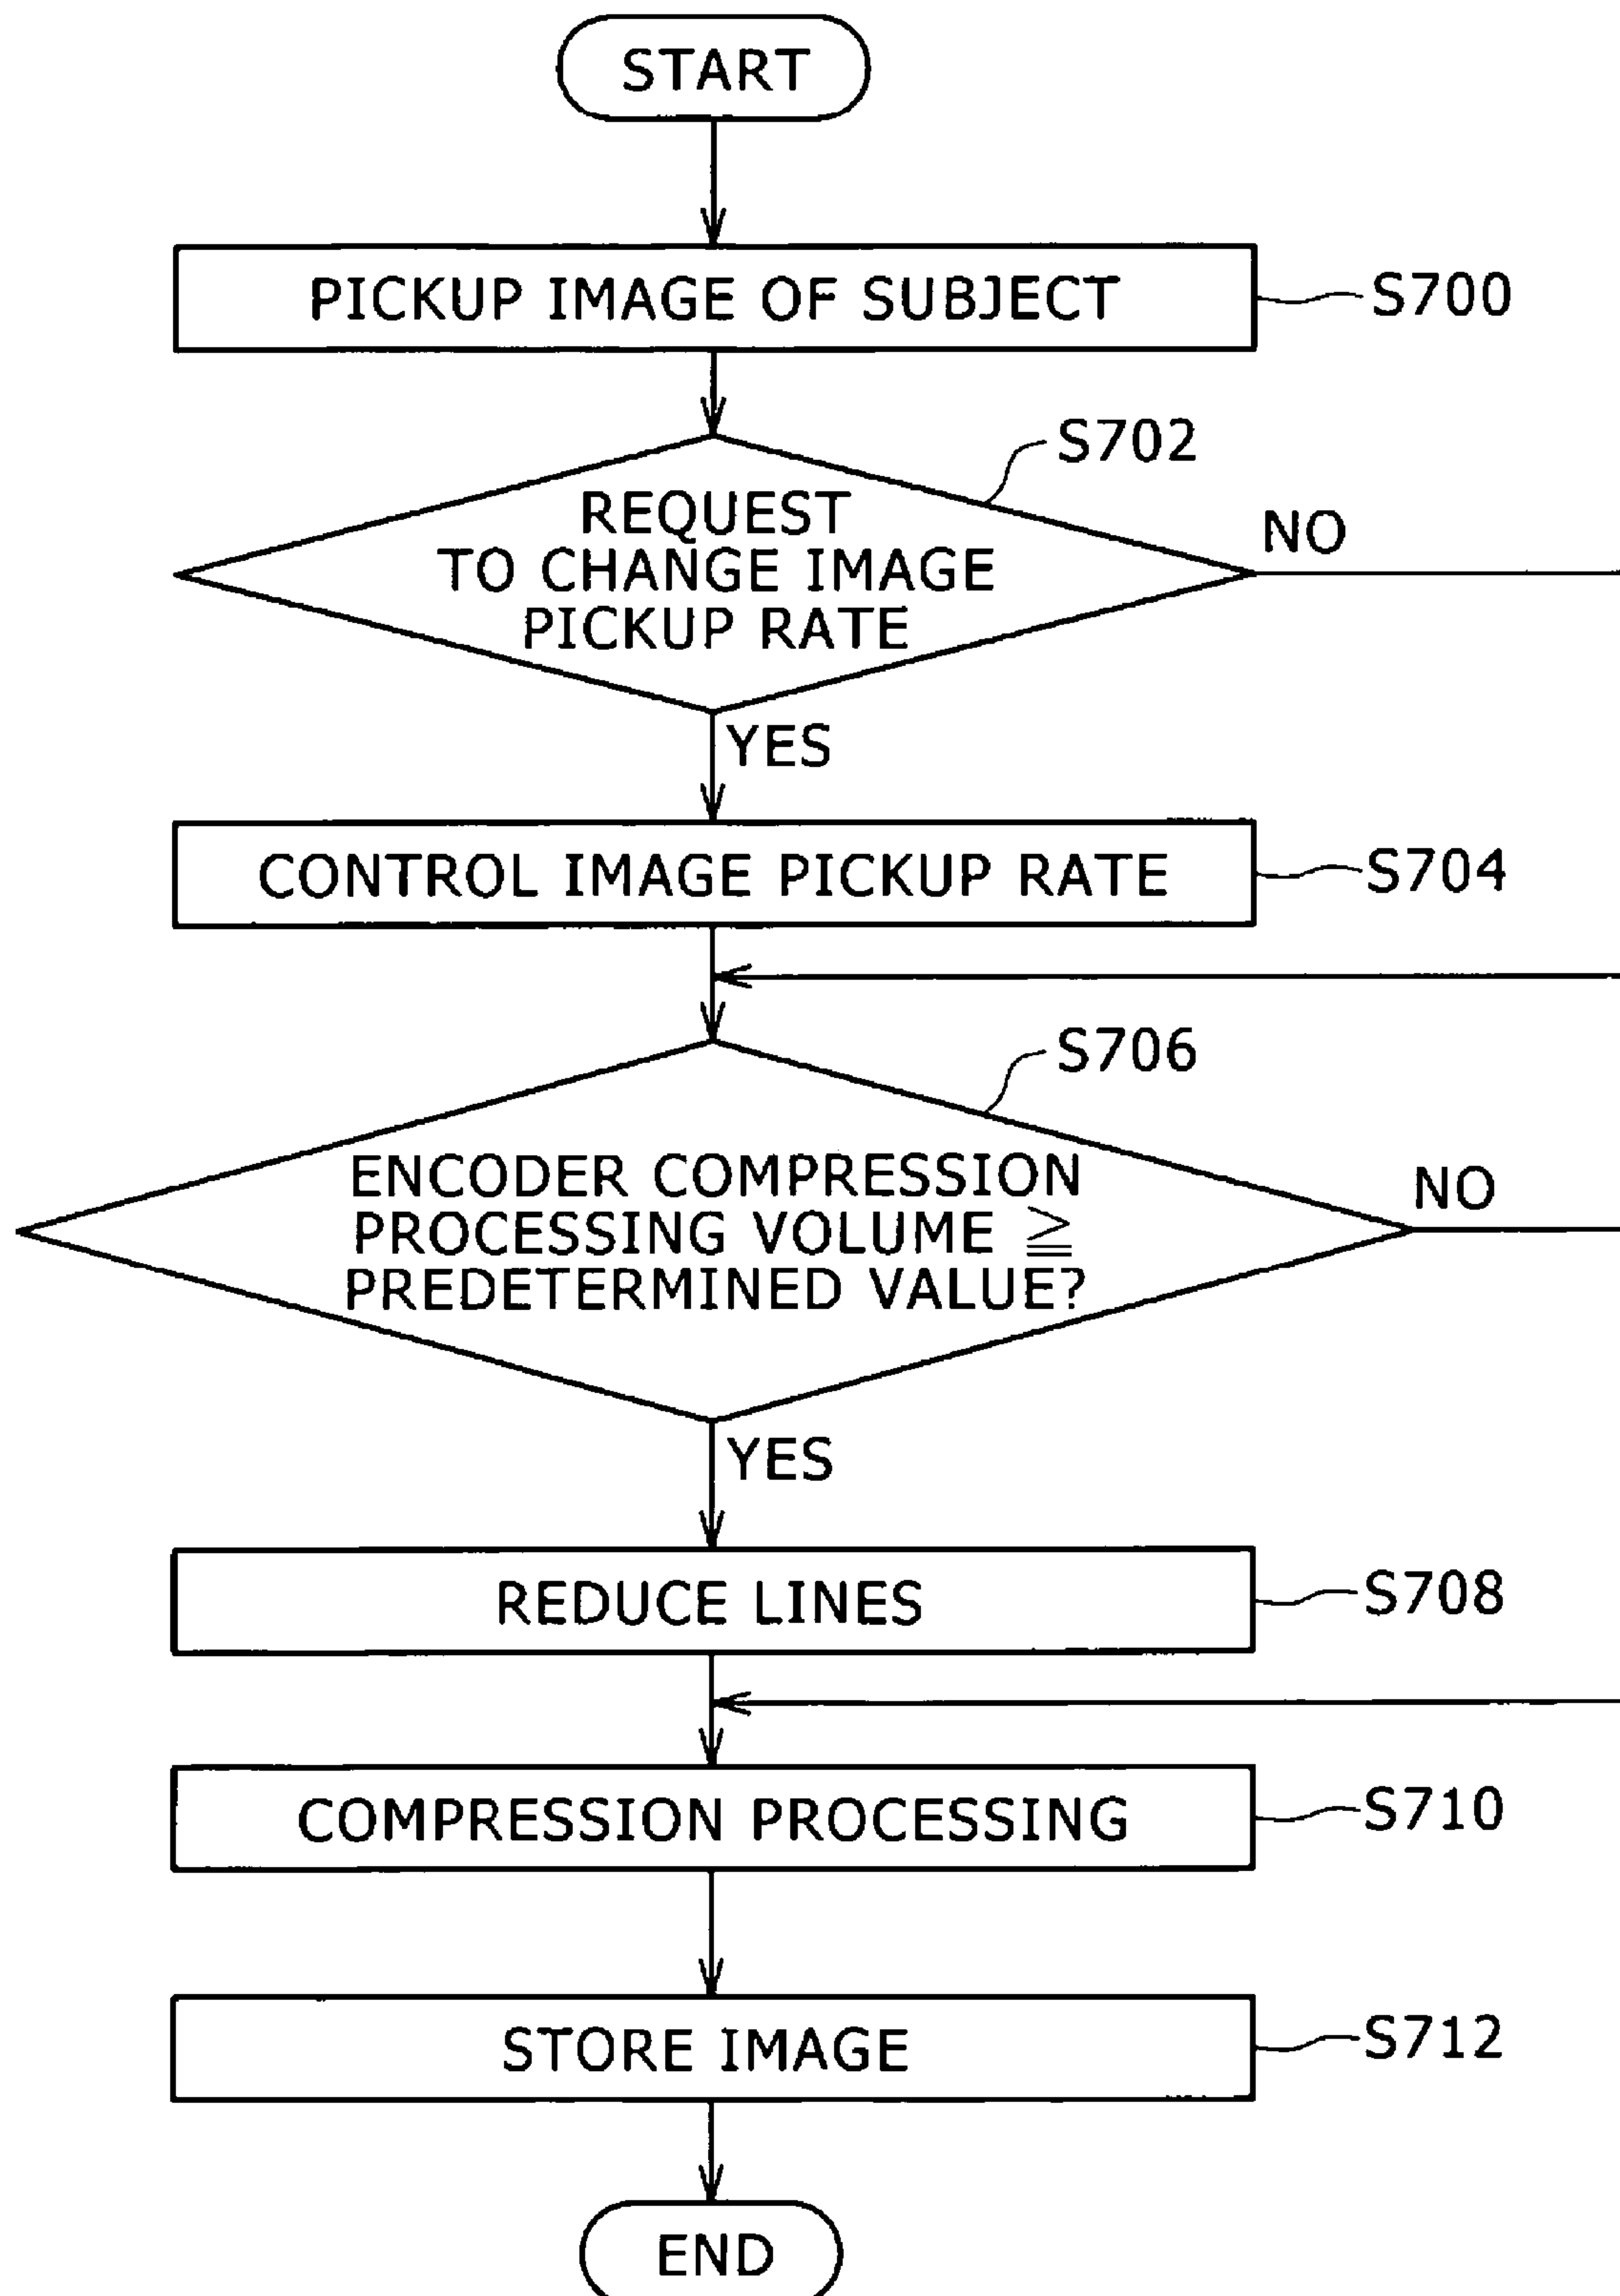 START
PICKUP IMAGE OF SUBJECT
S700
S702
REQUEST
TO CHANGE IMAGE
PICKUP RATE
NO
YES
CONTROL IMAGE PICKUP RATE
S704
S706
ENCODER COMPRESSION
PROCESSING VOLUME ≧
PREDETERMINED VALUE?
NO
YES
REDUCE LINES
S708
COMPRESSION PROCESSING
S710
STORE IMAGE
S712
END